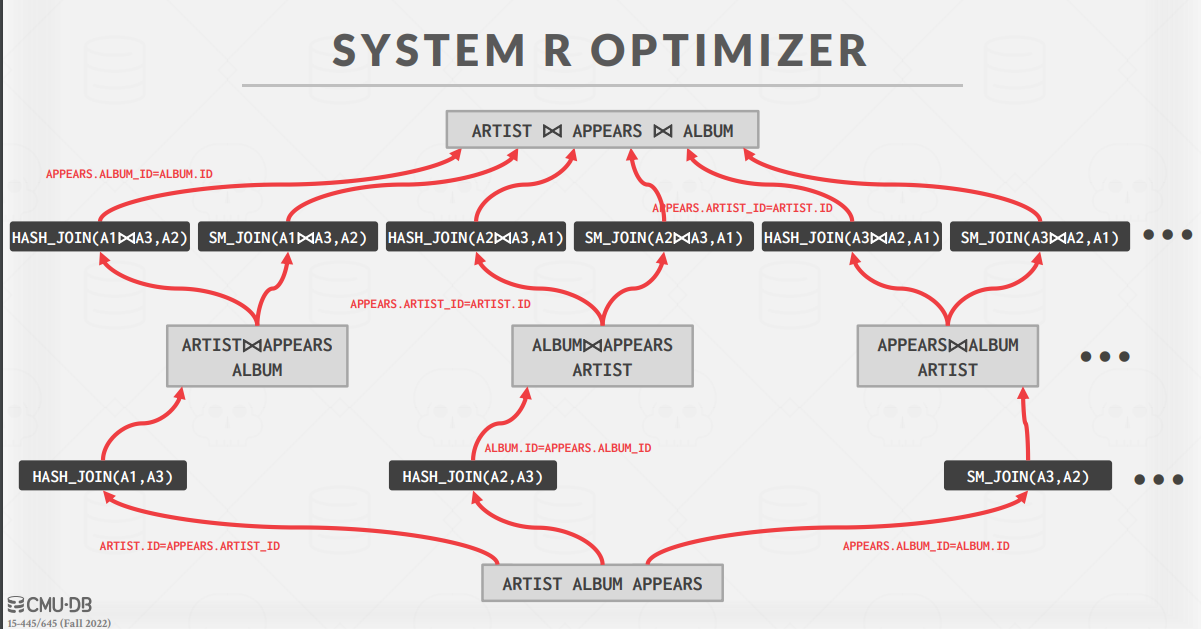 SYSTEM R OPTIMIZER
ARTIST ⋈ APPEARS ⋈ ALBUM
APPEARS.ALBUM_ID=ALBUM.ID
APPEARS.ARTIST_ID=ARTIST.ID
HASH_JOIN(A1⋈A3,A2)
SM_JOIN(A1⋈A3,A2)
HASH_JOIN(A2⋈A3,A1)
SM_JOIN(A2⋈A3,A1)
HASH_JOIN(A3⋈A2,A1)
SM_JOIN(A3⋈A2,A1)
•••
APPEARS.ARTIST_ID=ARTIST.ID
ARTIST⋈APPEARS
ALBUM
ALBUM⋈APPEARS
ARTIST
APPEARS⋈ALBUM
ARTIST
•••
ALBUM.ID=APPEARS.ALBUM_ID
HASH_JOIN(A1,A3)
HASH_JOIN(A2,A3)
SM_JOIN(A3,A2)
•••
ARTIST.ID=APPEARS.ARTIST_ID
APPEARS.ALBUM_ID=ALBUM.ID
ARTIST ALBUM APPEARS
CMU·DB
15-445/645 (Fall 2022)